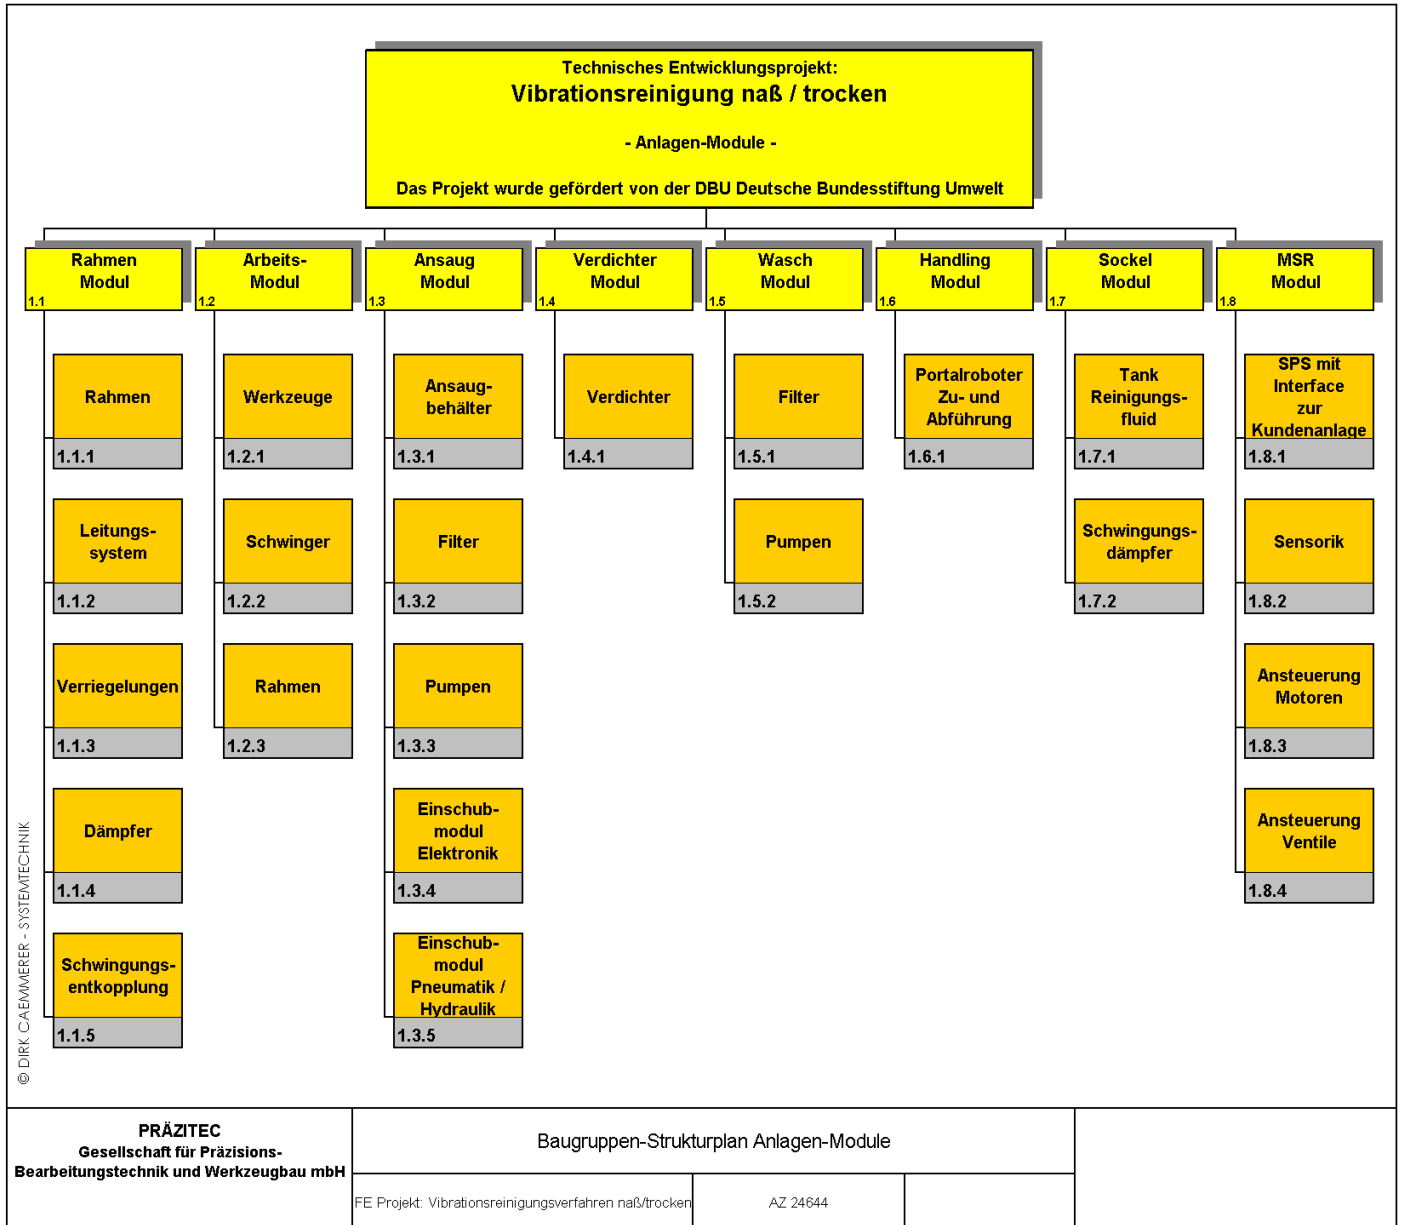 Technisches Entwicklungsprojekt:
Vibrationsreinigung naß / trocken
- Anlagen-Module -
Das Projekt wurde gefördert von der DBU Deutsche Bundesstiftung Umwelt
Rahmen
Modul
1.1
Arbeits-
Modul
1.2
Ansaug
Modul
1.3
Verdichter
Modul
1.4
Wasch
Modul
1.5
Handling
Modul
1.6
Sockel
Modul
1.7
MSR
Modul
1.8
Rahmen
1.1.1
Werkzeuge
1.2.1
Ansaug-
behälter
1.3.1
Verdichter
1.4.1
Filter
1.5.1
Portalroboter
Zu- und
Abführung
1.6.1
Tank
Reinigungs-
fluid
1.7.1
SPS mit
Interface
zur
Kundenanlage
1.8.1
Leitungs-
system
1.1.2
Schwinger
1.2.2
Filter
1.3.2
Pumpen
1.5.2
Schwingungs-
dämpfer
1.7.2
Sensorik
1.8.2
Verriegelungen
1.1.3
Rahmen
1.2.3
Pumpen
1.3.3
Ansteuerung
Motoren
1.8.3
Dämpfer
1.1.4
Einschub-
modul
Elektronik
1.3.4
Ansteuerung
Ventile
1.8.4
Schwingungs-
entkopplung
1.1.5
Einschub-
modul
Pneumatik /
Hydraulik
1.3.5
© DIRK CAEMMERER - SYSTEMTECHNIK
PRÄZITEC
Gesellschaft für Präzisions-
Bearbeitungstechnik und Werkzeugbau mbH
Baugruppen-Strukturplan Anlagen-Module
FE Projekt: Vibrationsreinigungsverfahren naß/trocken
AZ 24644